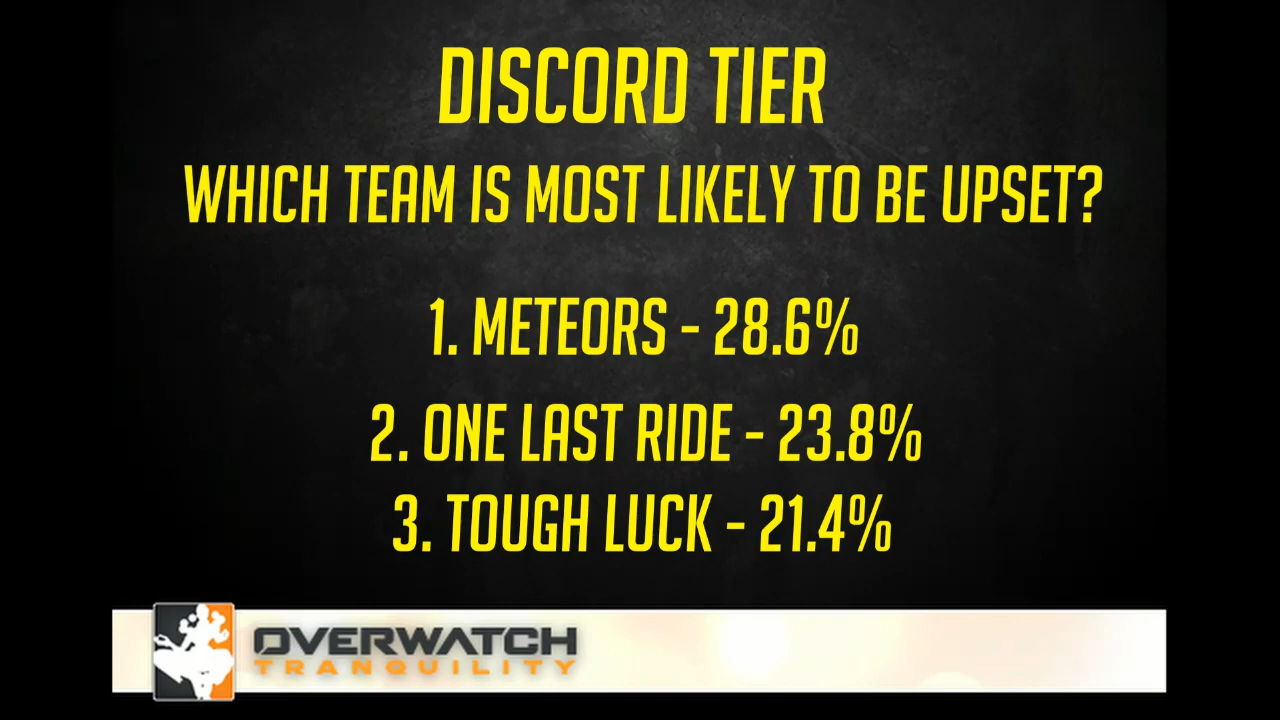 DISCORD TIER
WHICH TEAM IS MOST LIKELY TO BE UPSET?
1. METEORS - 28.6%
2. ONE LAST RIDE - 23.8%
3. TOUGH LUCK - 21.4%
OVERWATCH
TRANQUILITY